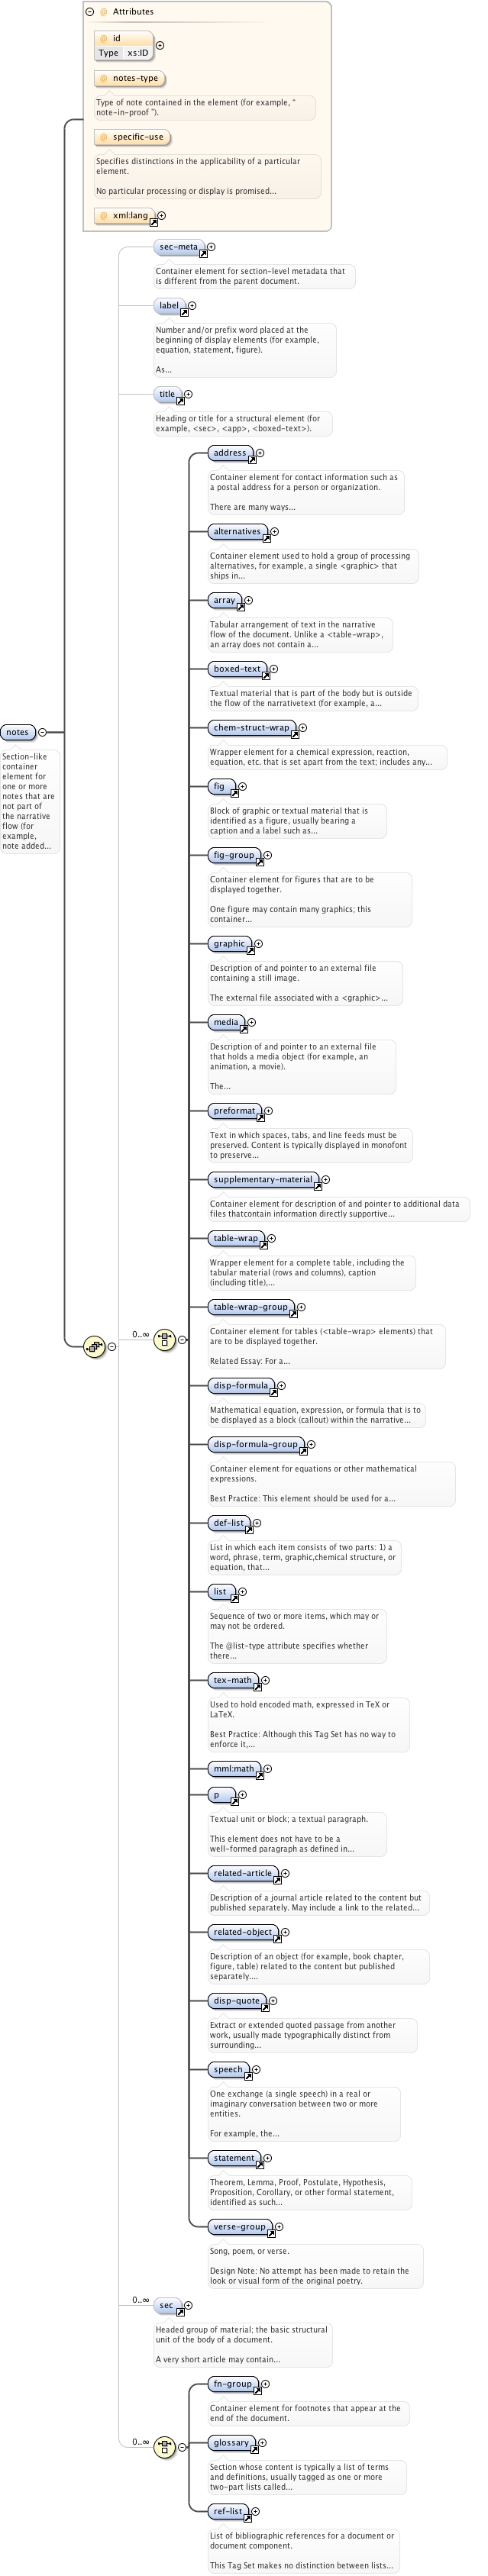 Attributes
@ id
Type xs:ID
@ notes-type
Type of note contained in the element (for example, "
note-in-proof ").
@ specific-use
Specifies distinctions in the applicability of a particular
element.
No particular processing or display is promised...
@ xml:lang
sec-meta
Container element for section-level metadata that
is different from the parent document.
label
Number and/or prefix word placed at the
beginning of display elements (for example,
equation, statement, figure).
As...
title
Heading or title for a structural element (for
example, <sec>, <app>, <boxed-text>).
address
Container element for contact information such as
a postal address for a person or organization.
There are many ways...
alternatives
Container element used to hold a group of processing
alternatives, for example, a single <graphic> that
ships in...
array
Tabular arrangement of text in the narrative
flow of the document. Unlike a <table-wrap>,
an array does not contain a...
boxed-text
Textual material that is part of the body but is outside
the flow of the narrativetext (for example, a...
notes
Section-like
container
element for
one or more
notes that are
not part of
the narrative
flow (for
example,
note added...
chem-struct-wrap
Wrapper element for a chemical expression, reaction,
equation, etc. that is set apart from the text; includes any...
fig
Block of graphic or textual material that is
identified as a figure, usually bearing a
caption and a label such as...
fig-group
Container element for figures that are to be
displayed together.
One figure may contain many graphics; this
container...
graphic
Description of and pointer to an external file
containing a still image.
The external file associated with a <graphic>...
media
Description of and pointer to an external file
that holds a media object (for example, an
animation, a movie).
The...
preformat
Text in which spaces, tabs, and line feeds must be
preserved. Content is typically displayed in monofont
to preserve...
supplementary-material
Container element for description of and pointer to additional data
files thatcontain information directly supportive...
table-wrap
Wrapper element for a complete table, including the
tabular material (rows and columns), caption
(including title),...
table-wrap-group
Container element for tables (<table-wrap> elements) that
are to be displayed together.
Related Essay: For a...
0..∞
disp-formula
Mathematical equation, expression, or formula that is to
be displayed as a block (callout) within the narrative...
disp-formula-group
Container element for equations or other mathematical
expressions.
Best Practice: This element should be used for a...
def-list
List in which each item consists of two parts: 1) a
word, phrase, term, graphic,chemical structure, or
equation, that...
list
Sequence of two or more items, which may or
may not be ordered.
The @list-type attribute specifies whether
there...
tex-math
Used to hold encoded math, expressed in TeX or
LaTeX.
Best Practice: Although this Tag Set has no way to
enforce it,...
mml:math
p
Textual unit or block; a textual paragraph.
This element does not have to be a
well-formed paragraph as defined in...
related-article
Description of a journal article related to the content but
published separately. May include a link to the related...
related-object
Description of an object (for example, book chapter,
figure, table) related to the content but published
separately....
disp-quote
Extract or extended quoted passage from another
work, usually made typographically distinct from
surrounding...
speech
One exchange (a single speech) in a real or
imaginary conversation between two or more
entities.
For example, the...
statement
Theorem, Lemma, Proof, Postulate, Hypothesis,
Proposition, Corollary, or other formal statement,
identified as such...
verse-group
Song, poem, or verse.
Design Note: No attempt has been made to retain the
look or visual form of the original poetry.
0..∞
sec
Headed group of material; the basic structural
unit of the body of a document.
A very short article may contain...
fn-group
Container element for footnotes that appear at the
end of the document.
0..∞
glossary
Section whose content is typically a list of terms
and definitions, usually tagged as one or more
two-part lists called...
ref-list
List of bibliographic references for a document or
document component.
This Tag Set makes no distinction between lists...